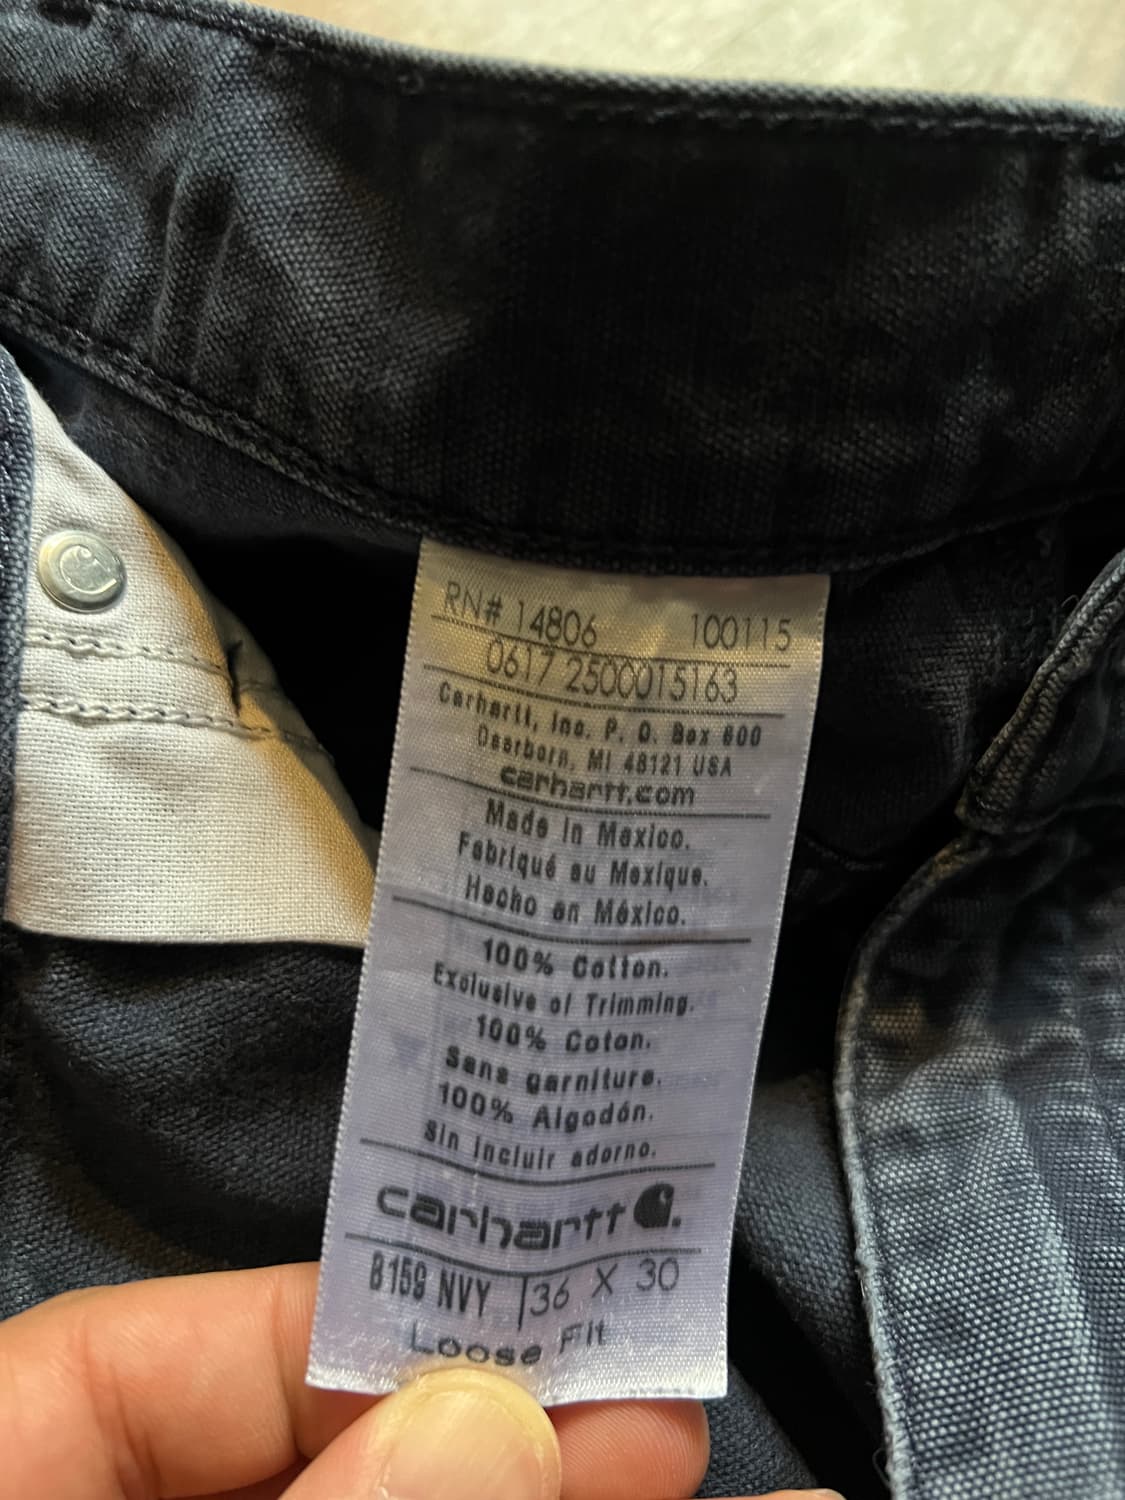 RN# 14806 100115
0617 2500015163
Carhartt, Inc. P. O. Box 600
Dearborn, MI 48121 USA
carhartt.com
Made in Mexico.
Fabriqué au Mexique.
Hecho en México.
100% Cotton.
Exclusive of Trimming.
100% Coton.
Sans garniture.
100% Algodón.
Sin incluir adorno.
carhartt
B159 NVY 36 X 30
Loose Fit